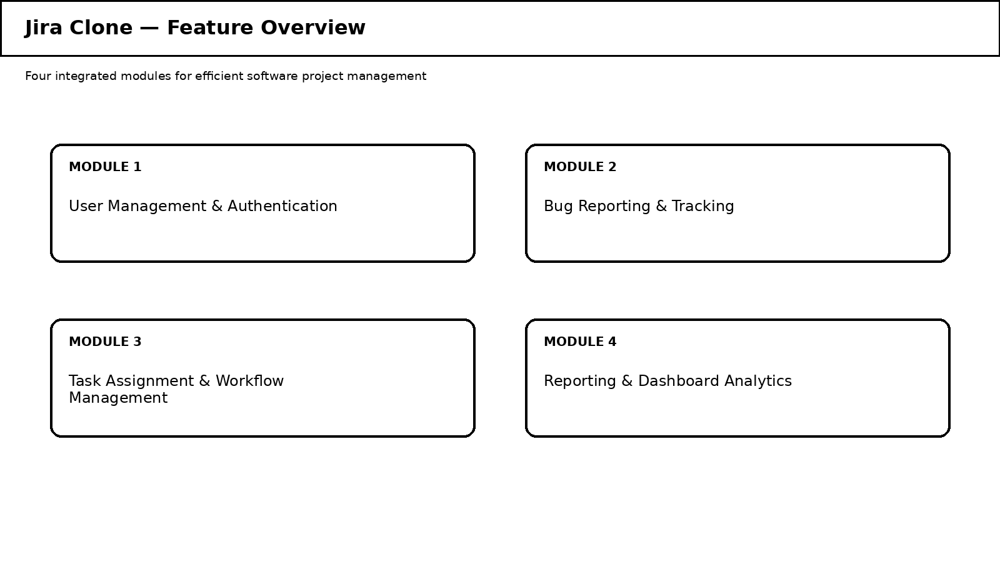 Jira Clone — Feature Overview
Four integrated modules for efficient software project management
MODULE 1
User Management & Authentication
MODULE 2
Bug Reporting & Tracking
MODULE 3
Task Assignment & Workflow
Management
MODULE 4
Reporting & Dashboard Analytics